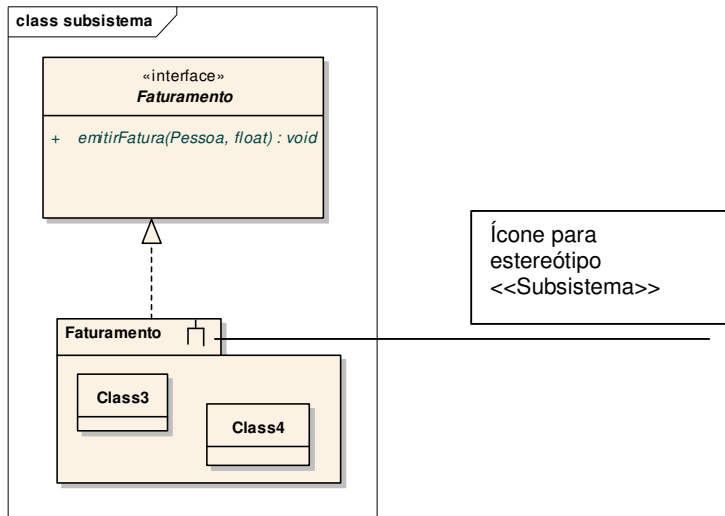 class subsistema
«interface»
Faturamento
+ emitirFatura(Pessoa, float) : void
Ícone para
estereótipo
<<Subsistema>>
Faturamento
Class3
Class4